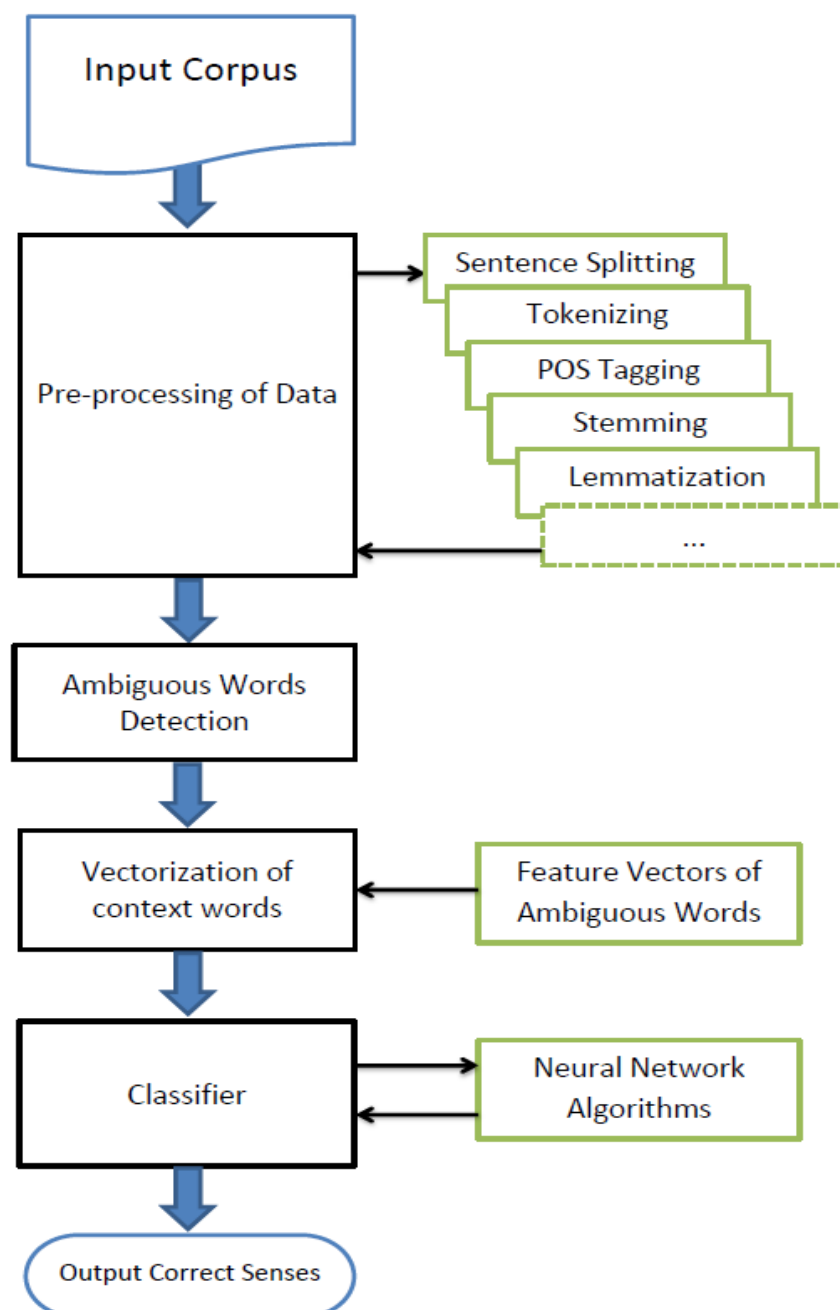 Input Corpus
Pre-processing of Data
Sentence Splitting
Tokenizing
POS Tagging
Stemming
Lemmatization
...
Ambiguous Words
Detection
Vectorization of
context words
Feature Vectors of
Ambiguous Words
Classifier
Neural Network
Algorithms
Output Correct Senses